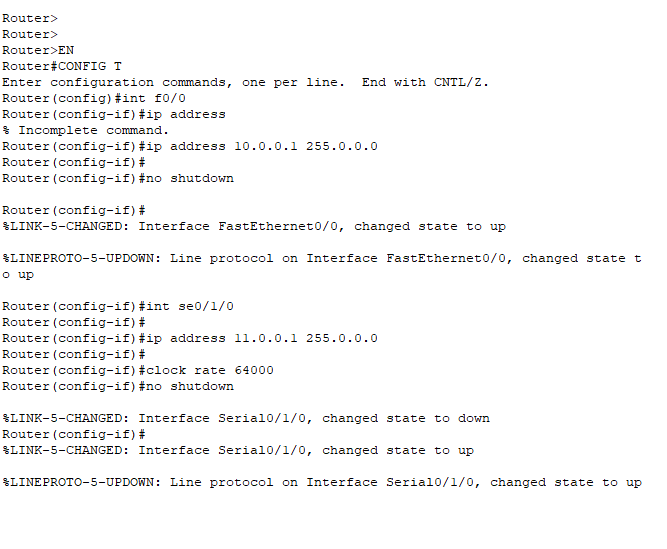 Router>
Router>
Router>EN
Router#CONFIG T
Enter configuration commands, one per line.  End with CNTL/Z.
Router(config)#int f0/0
Router(config-if)#ip address
% Incomplete command.
Router(config-if)#ip address 10.0.0.1 255.0.0.0
Router(config-if)#
Router(config-if)#no shutdown
Router(config-if)#
%LINK-5-CHANGED: Interface FastEthernet0/0, changed state to up
%LINEPROTO-5-UPDOWN: Line protocol on Interface FastEthernet0/0, changed state t
o up
Router(config-if)#int se0/1/0
Router(config-if)#
Router(config-if)#ip address 11.0.0.1 255.0.0.0
Router(config-if)#
Router(config-if)#clock rate 64000
Router(config-if)#no shutdown
%LINK-5-CHANGED: Interface Serial0/1/0, changed state to down
Router(config-if)#
%LINK-5-CHANGED: Interface Serial0/1/0, changed state to up
%LINEPROTO-5-UPDOWN: Line protocol on Interface Serial0/1/0, changed state to up